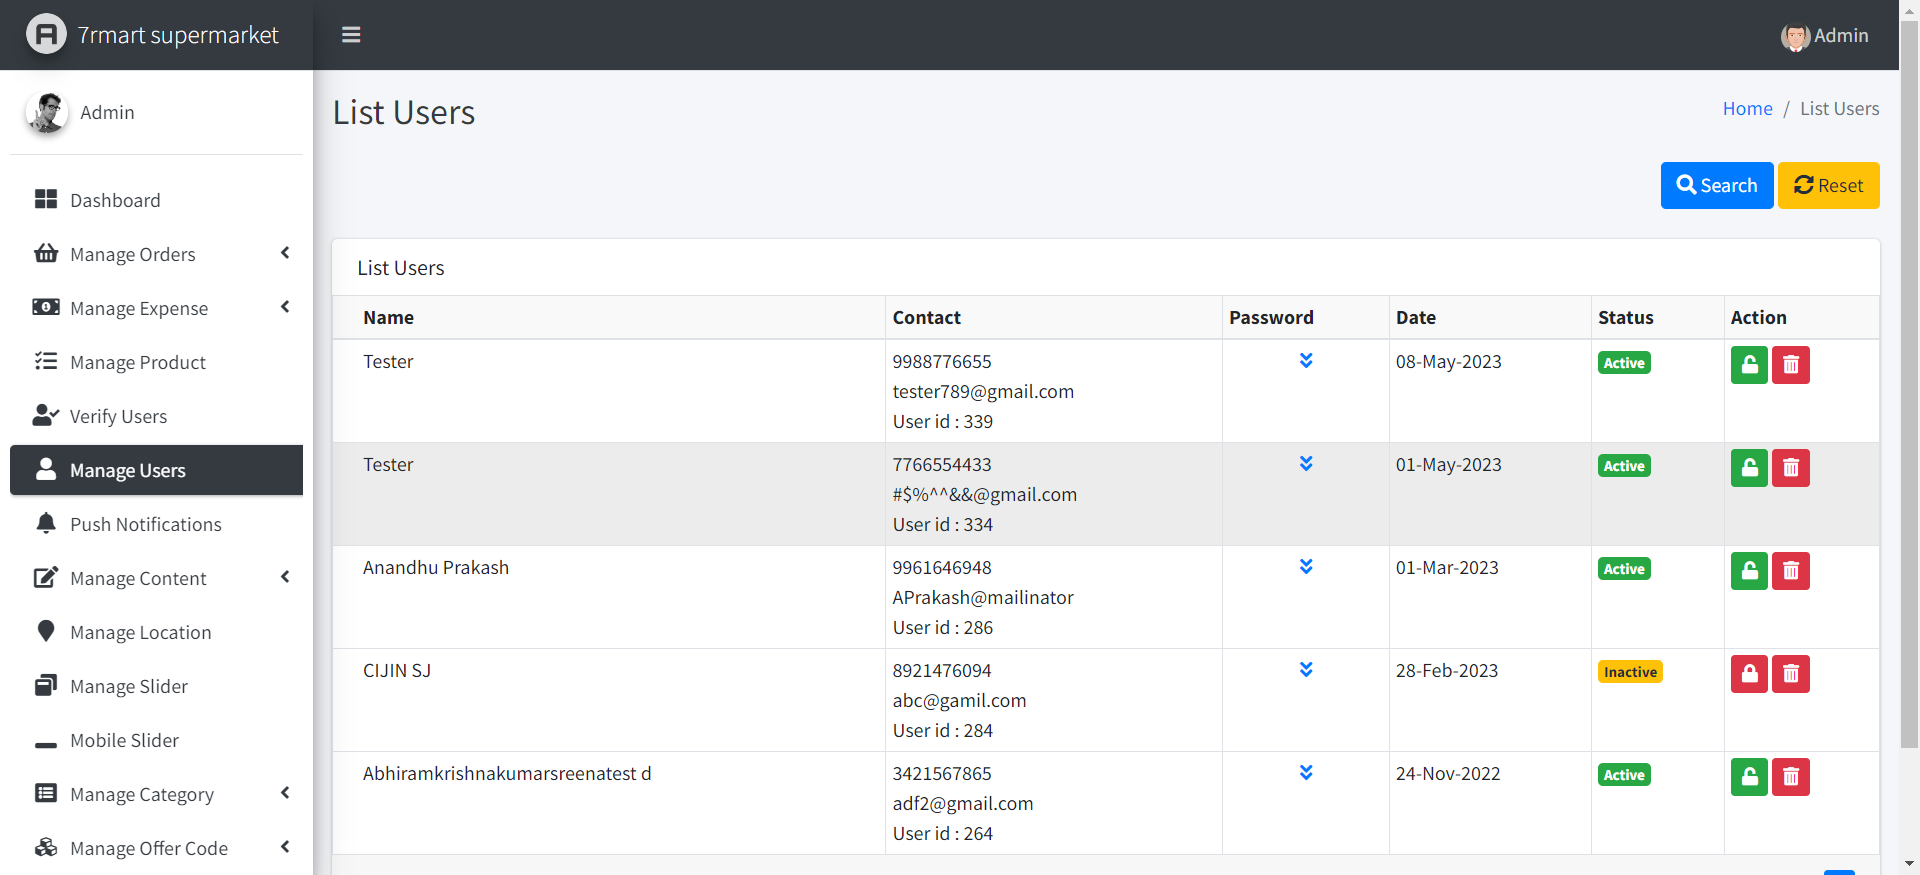 7rmart supermarket
Admin
Admin
Dashboard
Manage Orders
Manage Expense
Manage Product
Verify Users
Manage Users
Push Notifications
Manage Content
Manage Location
Manage Slider
Mobile Slider
Manage Category
Manage Offer Code
List Users
Home / List Users
Search Reset
List Users
Name Contact Password Date Status Action
Tester 9988776655 08-May-2023 Active
tester789@gmail.com
User id : 339
Tester 7766554433 01-May-2023 Active
#$%^^&&@gmail.com
User id : 334
Anandhu Prakash 9961646948 01-Mar-2023 Active
APrakash@mailinator
User id : 286
CIJIN SJ 8921476094 28-Feb-2023 Inactive
abc@gamil.com
User id : 284
Abhiramkrishnakumarsreenatest d 3421567865 24-Nov-2022 Active
adf2@gmail.com
User id : 264